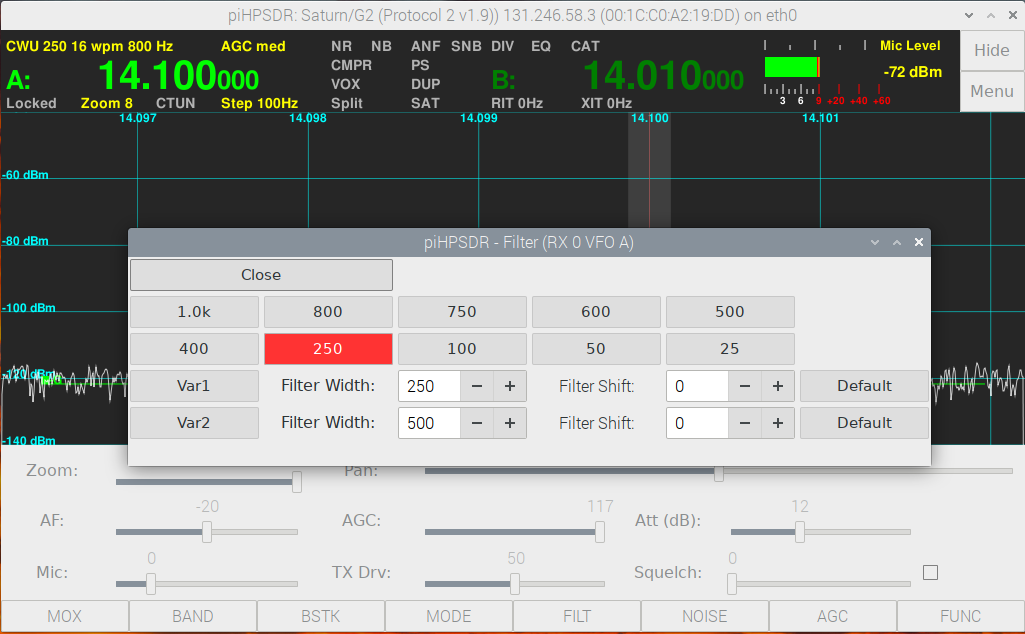 piHPSDR: Saturn/G2 (Protocol 2 v1.9)) 131.246.58.3 (00:1C:C0:A2:19:DD) on eth0
CWU 250 16 wpm 800 Hz AGC med NR NB ANF SNB DIV EQ CAT Mic Level Hide
A: 14.100000 CMPR PS B: 14.010000 -72 dBm
VOX DUP
Locked Zoom 8 CTUN Step 100Hz Split SAT RIT 0Hz XIT 0Hz 3 6 9 +20 +40 +60 Menu
14.097 14.098 14.099 14.100 14.101
-60 dBm
-80 dBm
piHPSDR - Filter (RX 0 VFO A)
Close
-100 dBm
1.0k 800 750 600 500
400 250 100 50 25
-120 dBm
Var1 Filter Width: 250 − + Filter Shift: 0 − + Default
Var2 Filter Width: 500 − + Filter Shift: 0 − + Default
-140 dBm
Zoom: Pan:
-20 117 12
AF: AGC: Att (dB):
0 50 0
Mic: TX Drv: Squelch:
MOX BAND BSTK MODE FILT NOISE AGC FUNC